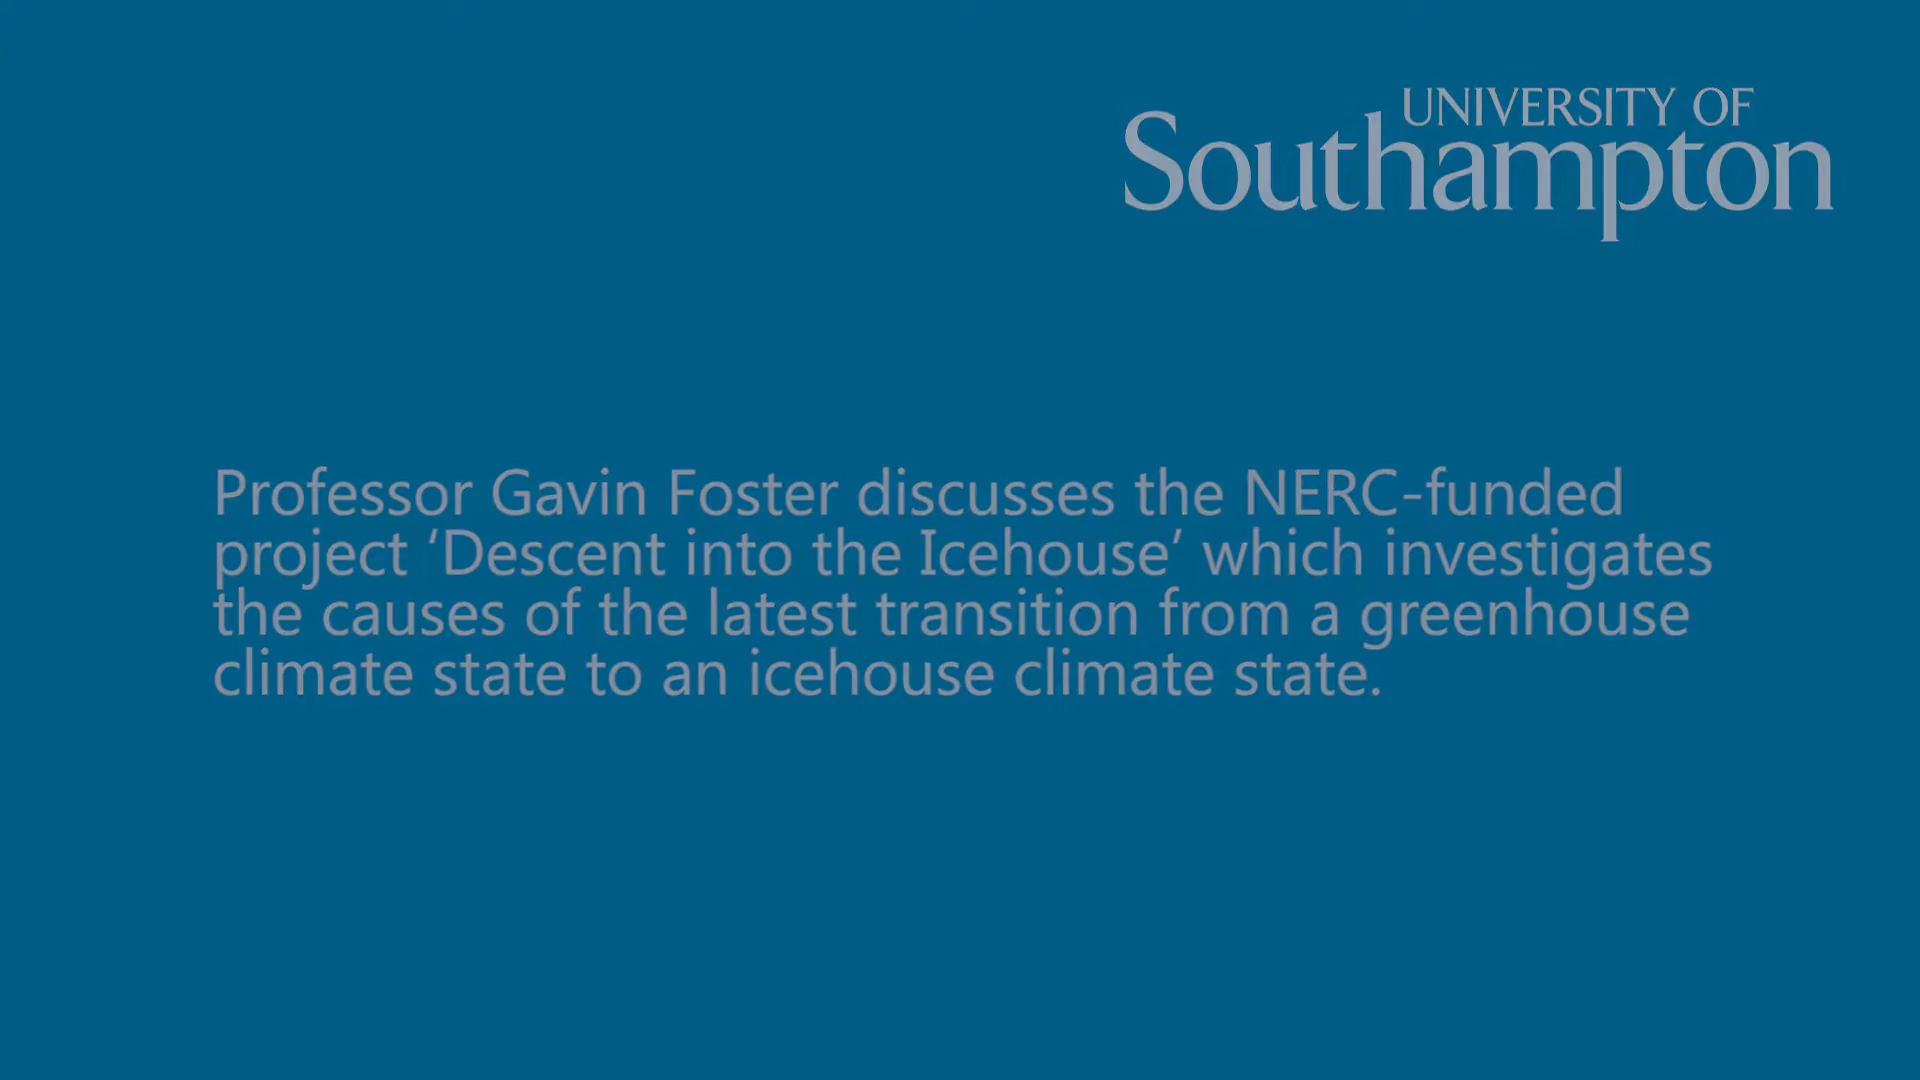 UNIVERSITY OF
Southampton
Professor Gavin Foster discusses the NERC-funded
project ‘Descent into the Icehouse’ which investigates
the causes of the latest transition from a greenhouse
climate state to an icehouse climate state.